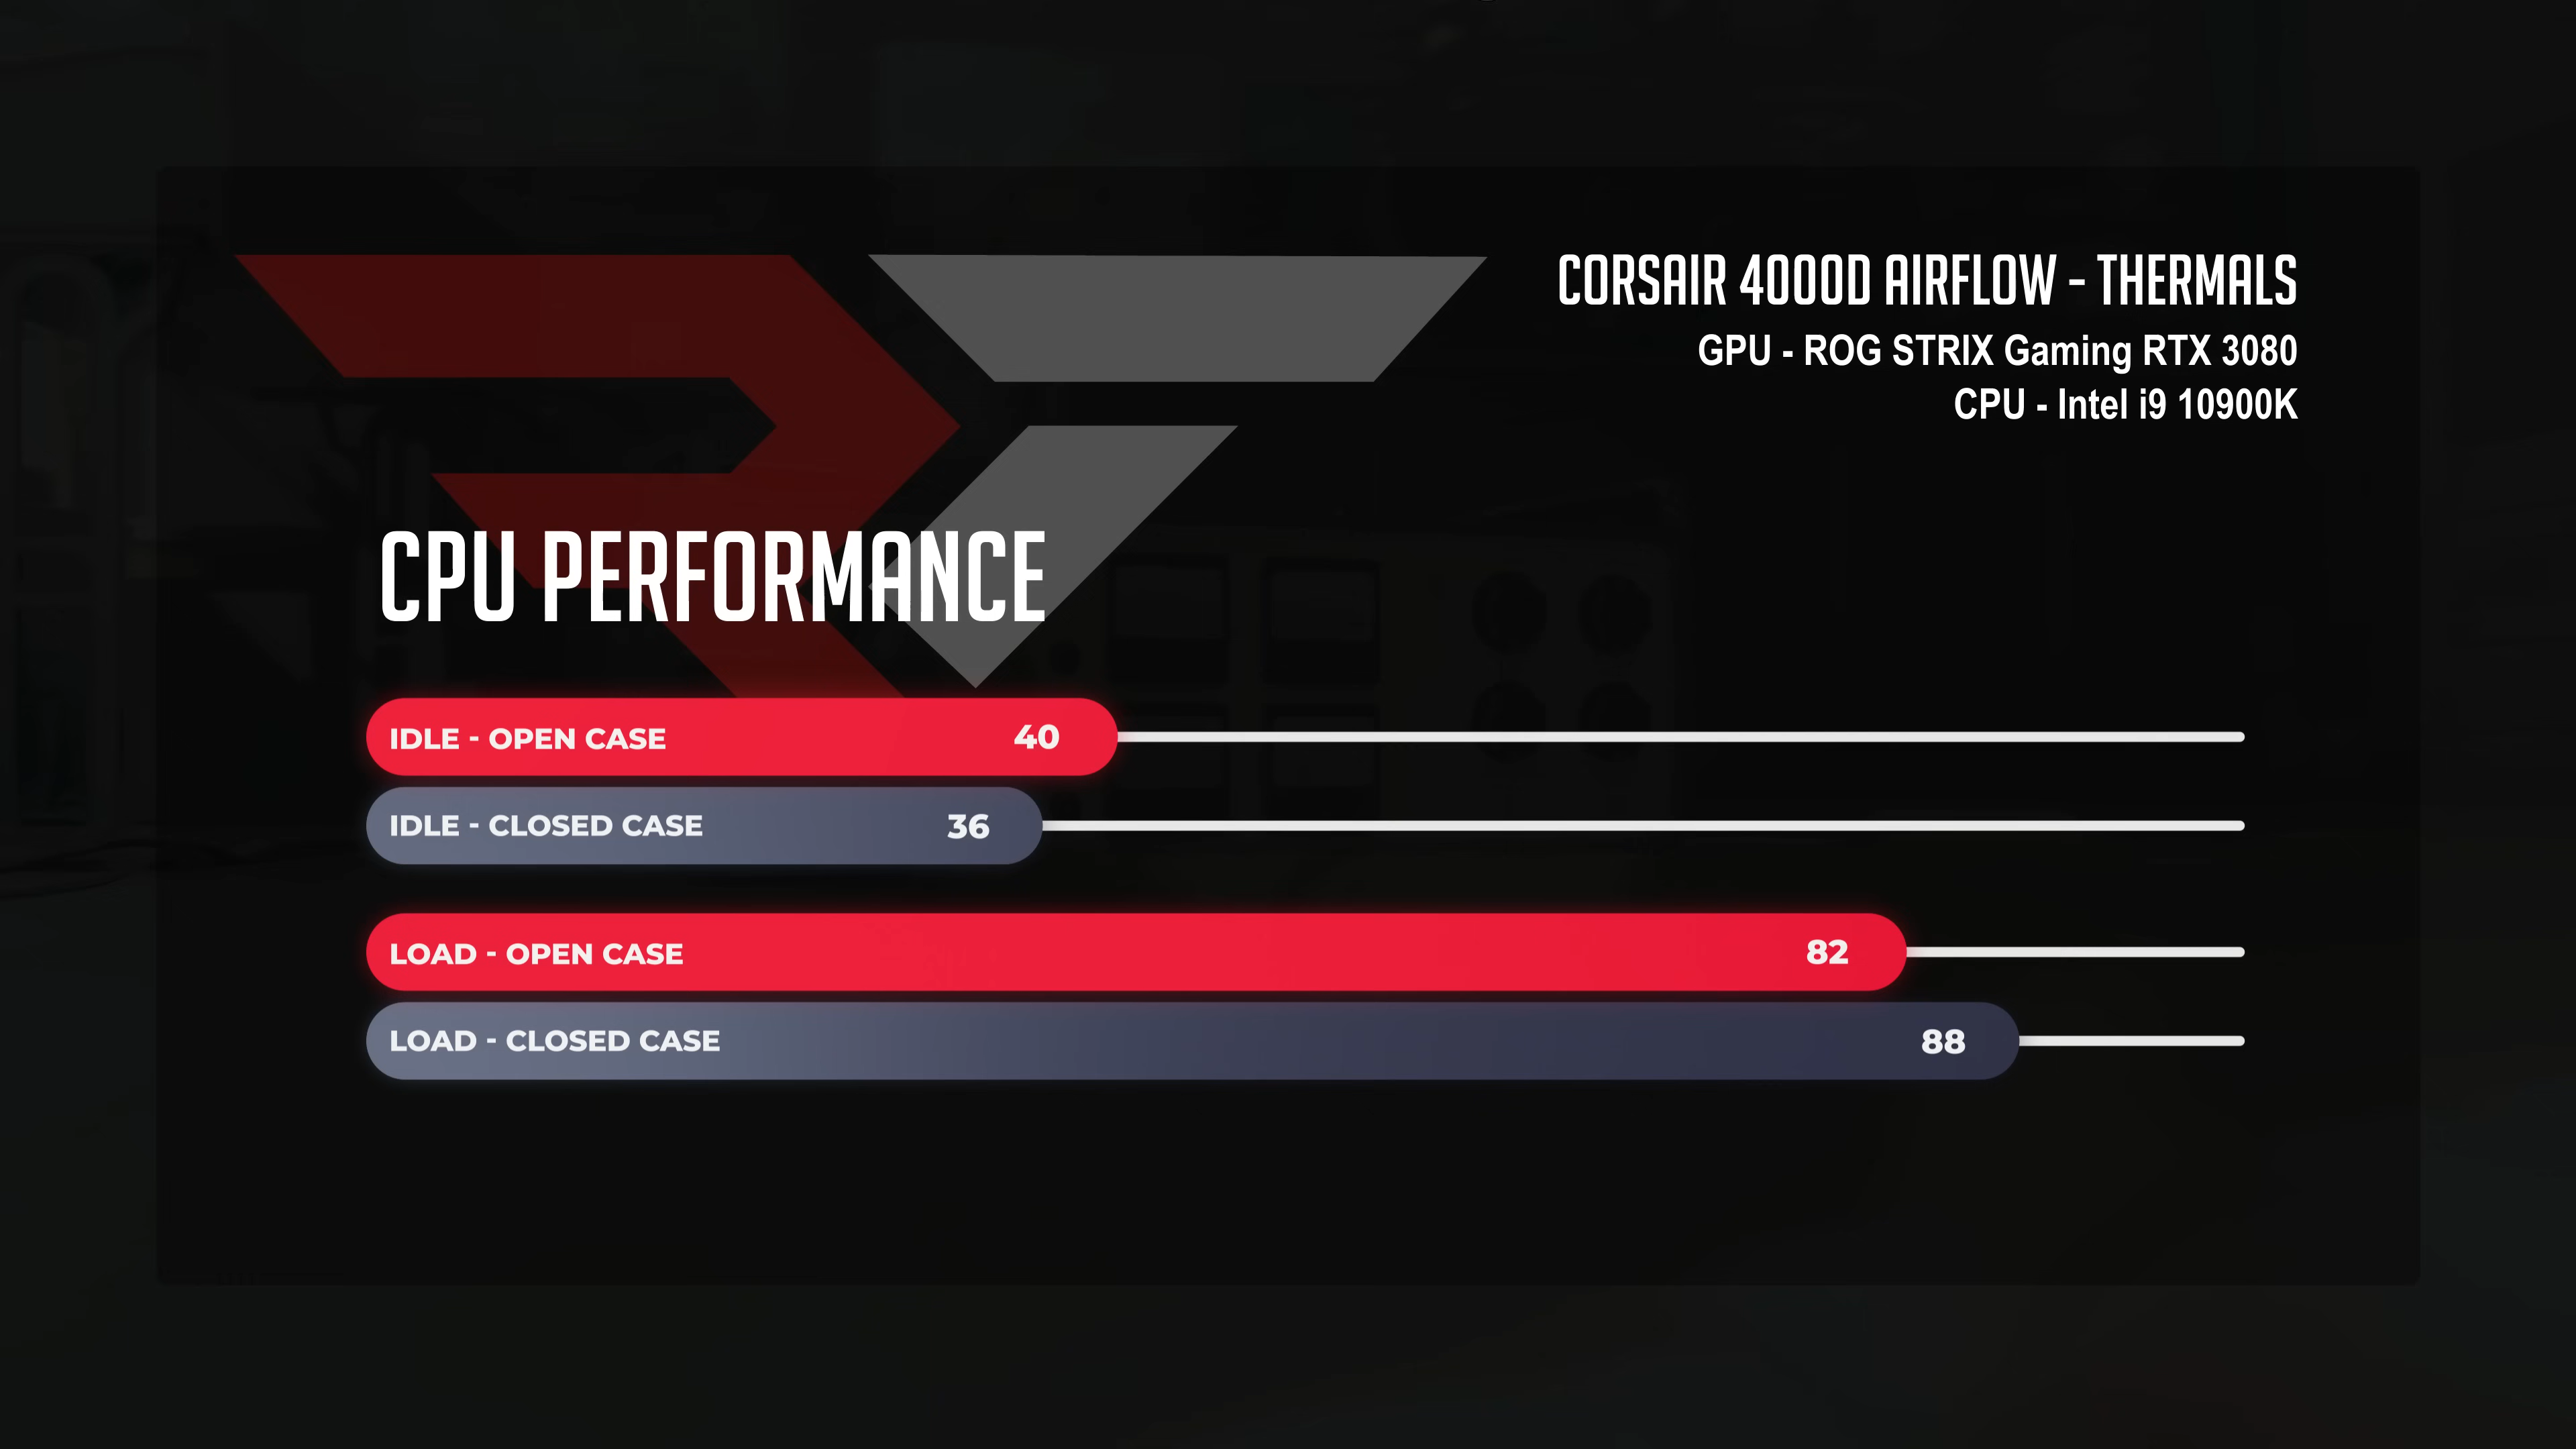 CORSAIR 4000D AIRFLOW - THERMALS
GPU - ROG STRIX Gaming RTX 3080
CPU - Intel i9 10900K
CPU PERFORMANCE
IDLE - OPEN CASE 40
IDLE - CLOSED CASE 36
LOAD - OPEN CASE 82
LOAD - CLOSED CASE 88